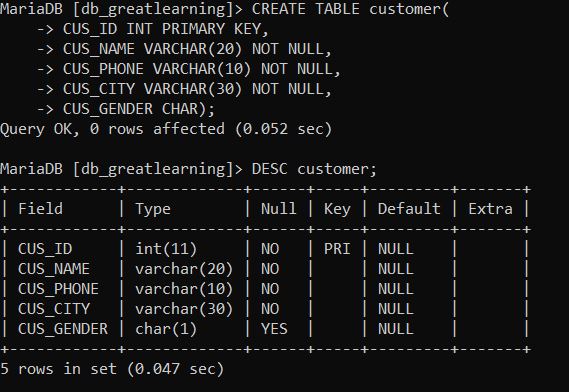 MariaDB [db_greatlearning]> CREATE TABLE customer(
    -> CUS_ID INT PRIMARY KEY,
    -> CUS_NAME VARCHAR(20) NOT NULL,
    -> CUS_PHONE VARCHAR(10) NOT NULL,
    -> CUS_CITY VARCHAR(30) NOT NULL,
    -> CUS_GENDER CHAR);
Query OK, 0 rows affected (0.052 sec)

MariaDB [db_greatlearning]> DESC customer;
+------------+-------------+------+-----+---------+-------+
| Field      | Type        | Null | Key | Default | Extra |
+------------+-------------+------+-----+---------+-------+
| CUS_ID     | int(11)     | NO   | PRI | NULL    |       |
| CUS_NAME   | varchar(20) | NO   |     | NULL    |       |
| CUS_PHONE  | varchar(10) | NO   |     | NULL    |       |
| CUS_CITY   | varchar(30) | NO   |     | NULL    |       |
| CUS_GENDER | char(1)     | YES  |     | NULL    |       |
+------------+-------------+------+-----+---------+-------+
5 rows in set (0.047 sec)